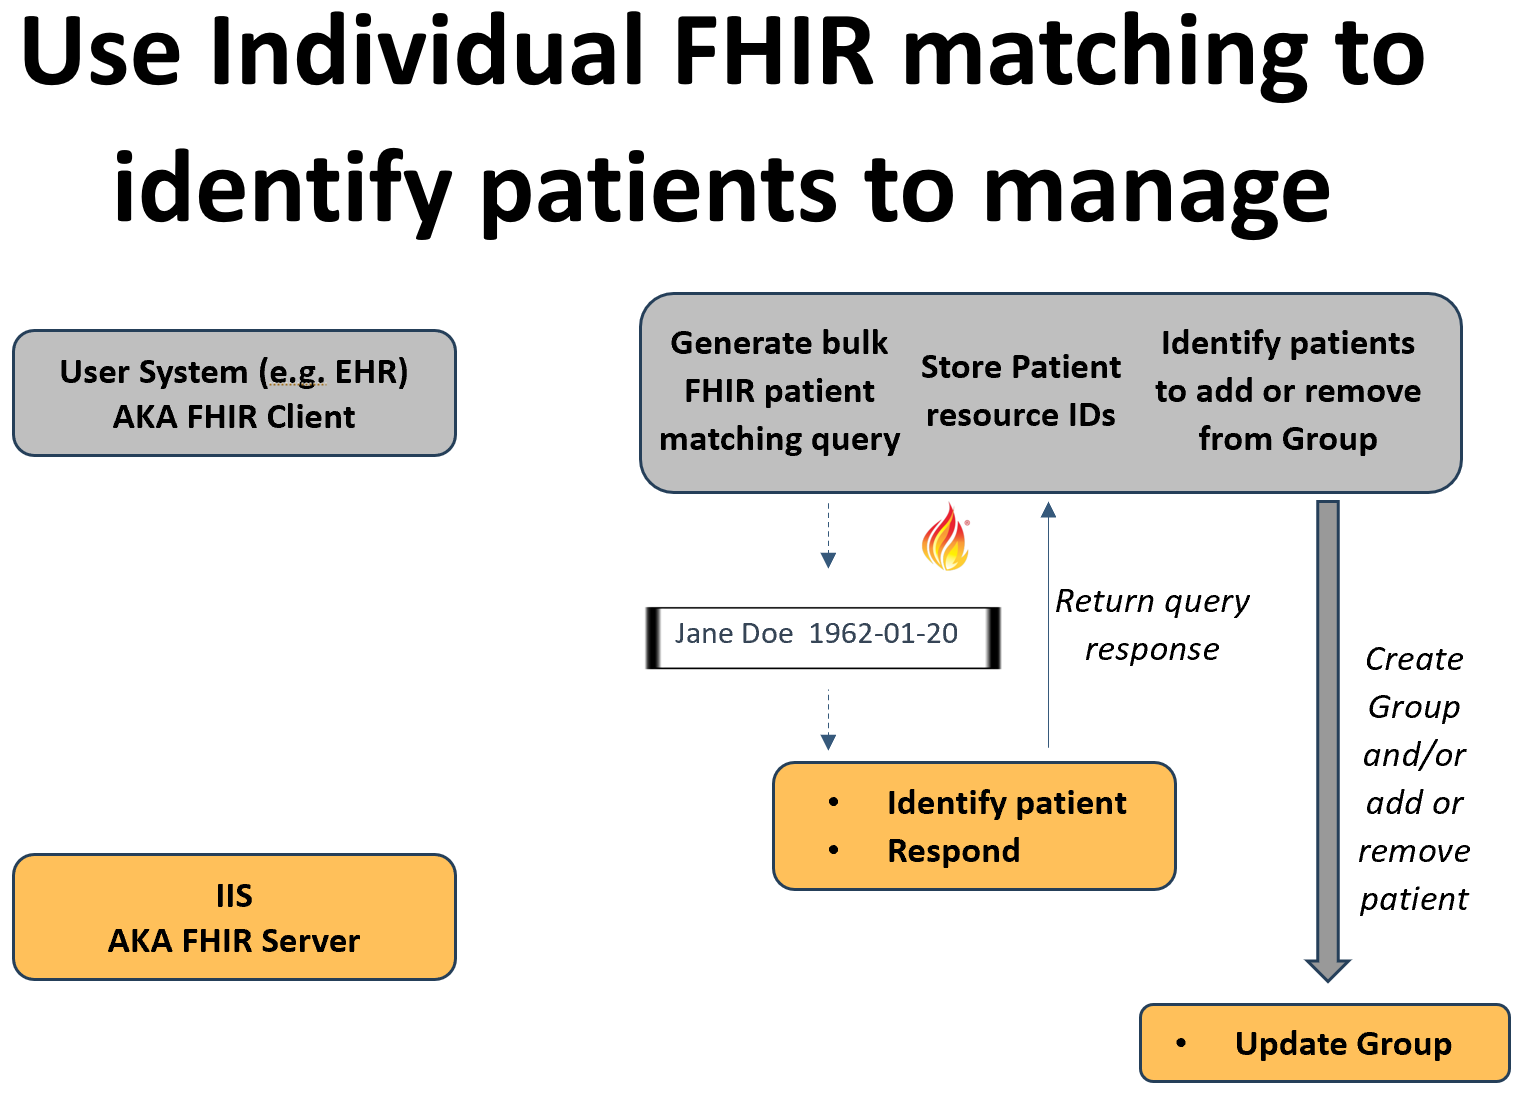 Use Individual FHIR matching to
identify patients to manage
User System (e.g. EHR)
AKA FHIR Client
Generate bulk
FHIR patient
matching query
Store Patient
resource IDs
Identify patients
to add or remove
from Group
®
Jane Doe 1962-01-20
Return query
response
Create
Group
and/or
add or
remove
patient
• Identify patient
• Respond
IIS
AKA FHIR Server
• Update Group